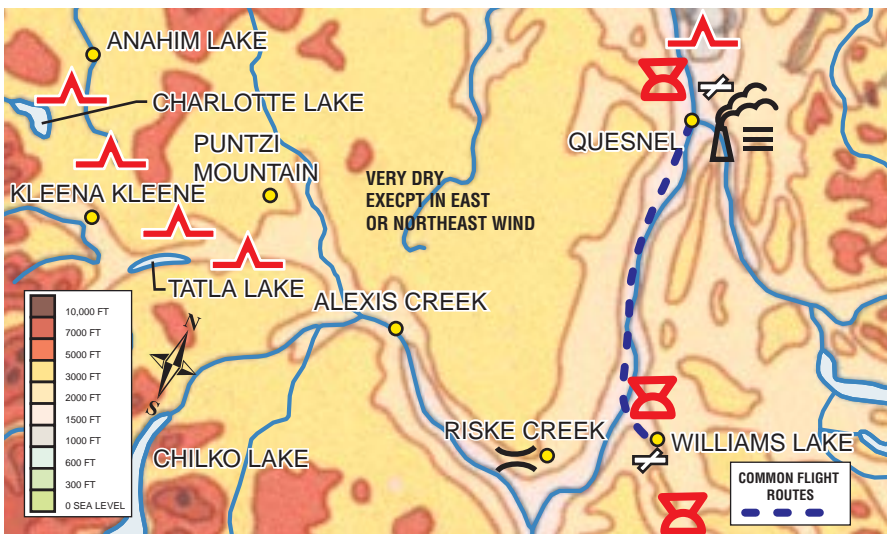 ANAHIM LAKE
CHARLOTTE LAKE
PUNTZI
MOUNTAIN
QUESNEL
VERY DRY
EXECPT IN EAST
OR NORTHEAST WIND
KLEENA KLEENE
TATLA LAKE
ALEXIS CREEK
10,000 FT
7000 FT
5000 FT
3000 FT
2000 FT
1500 FT
1000 FT
600 FT
300 FT
0 SEA LEVEL
N
S
CHILKO LAKE
RISKE CREEK
WILLIAMS LAKE
COMMON FLIGHT
ROUTES